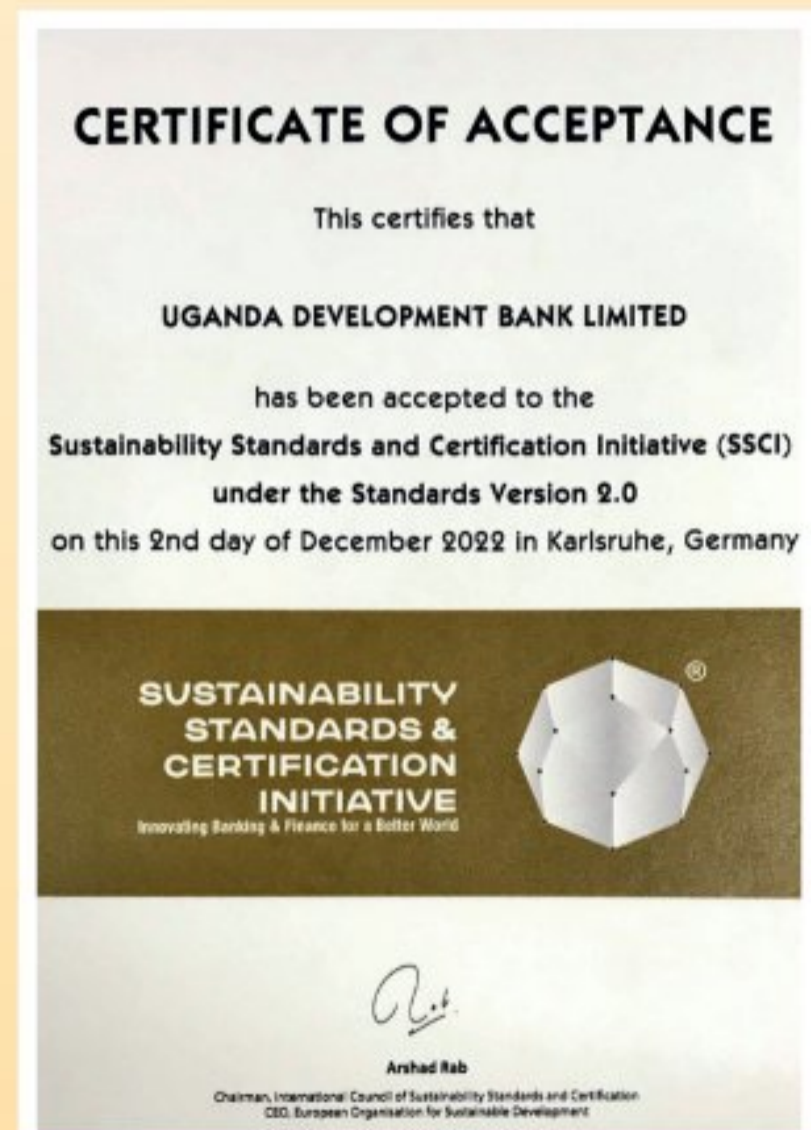 CERTIFICATE OF ACCEPTANCE
This certifies that
UGANDA DEVELOPMENT BANK LIMITED
has been accepted to the
Sustainability Standards and Certification Initiative (SSCI)
under the Standards Version 2.0
on this 2nd day of December 2022 in Karlsruhe, Germany
SUSTAINABILITY
STANDARDS &
CERTIFICATION
INITIATIVE
Innovating Banking & Finance for a Better World
®
Rab.
Arshad Rab
Chairman, International Council of Sustainability Standards and Certification
CEO, European Organisation for Sustainable Development